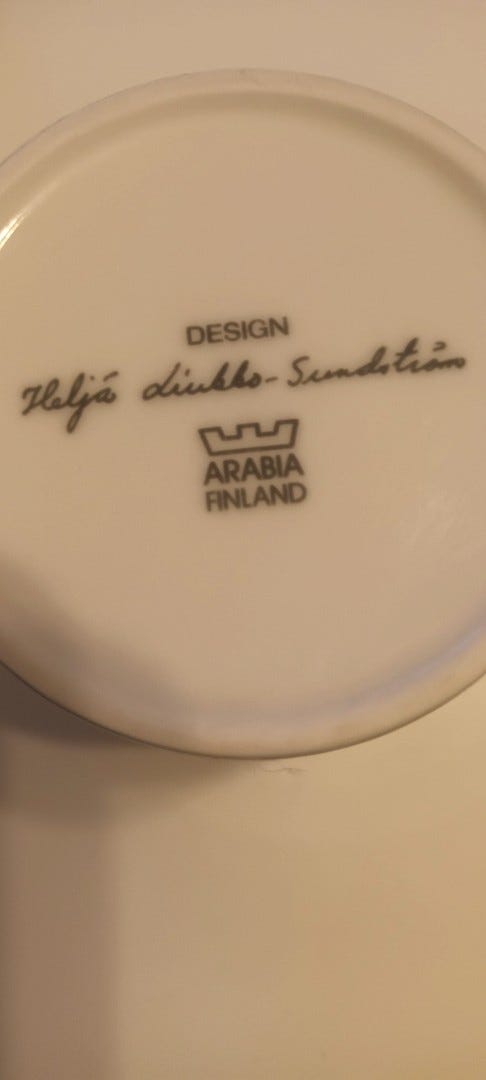 DESIGN
Heljä Liukko-Sundström
ARABIA
FINLAND